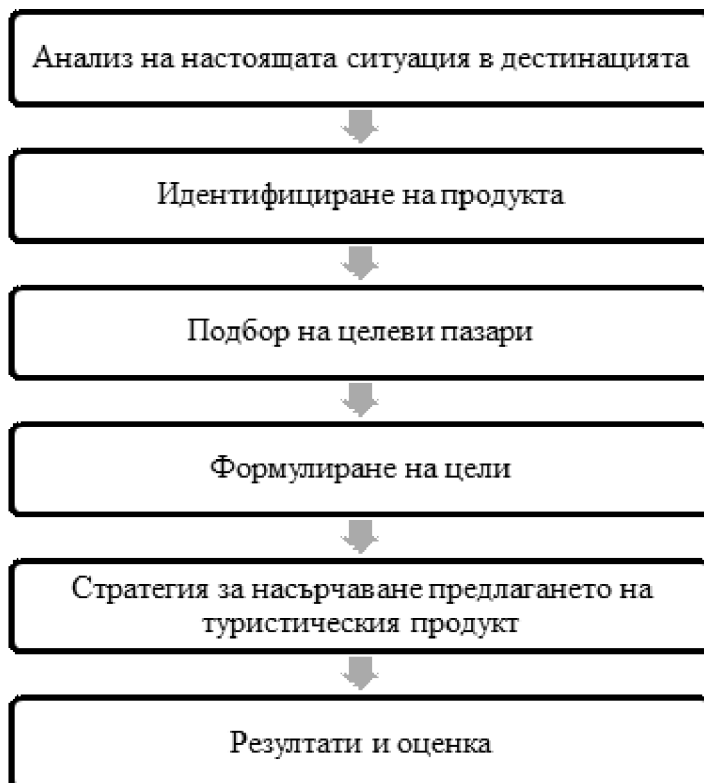 Анализ на настоящата ситуация в дестинацията
Идентифициране на продукта
Подбор на целеви пазари
Формулиране на цели
Стратегия за насърчаване предлагането на
туристическия продукт
Резултати и оценка